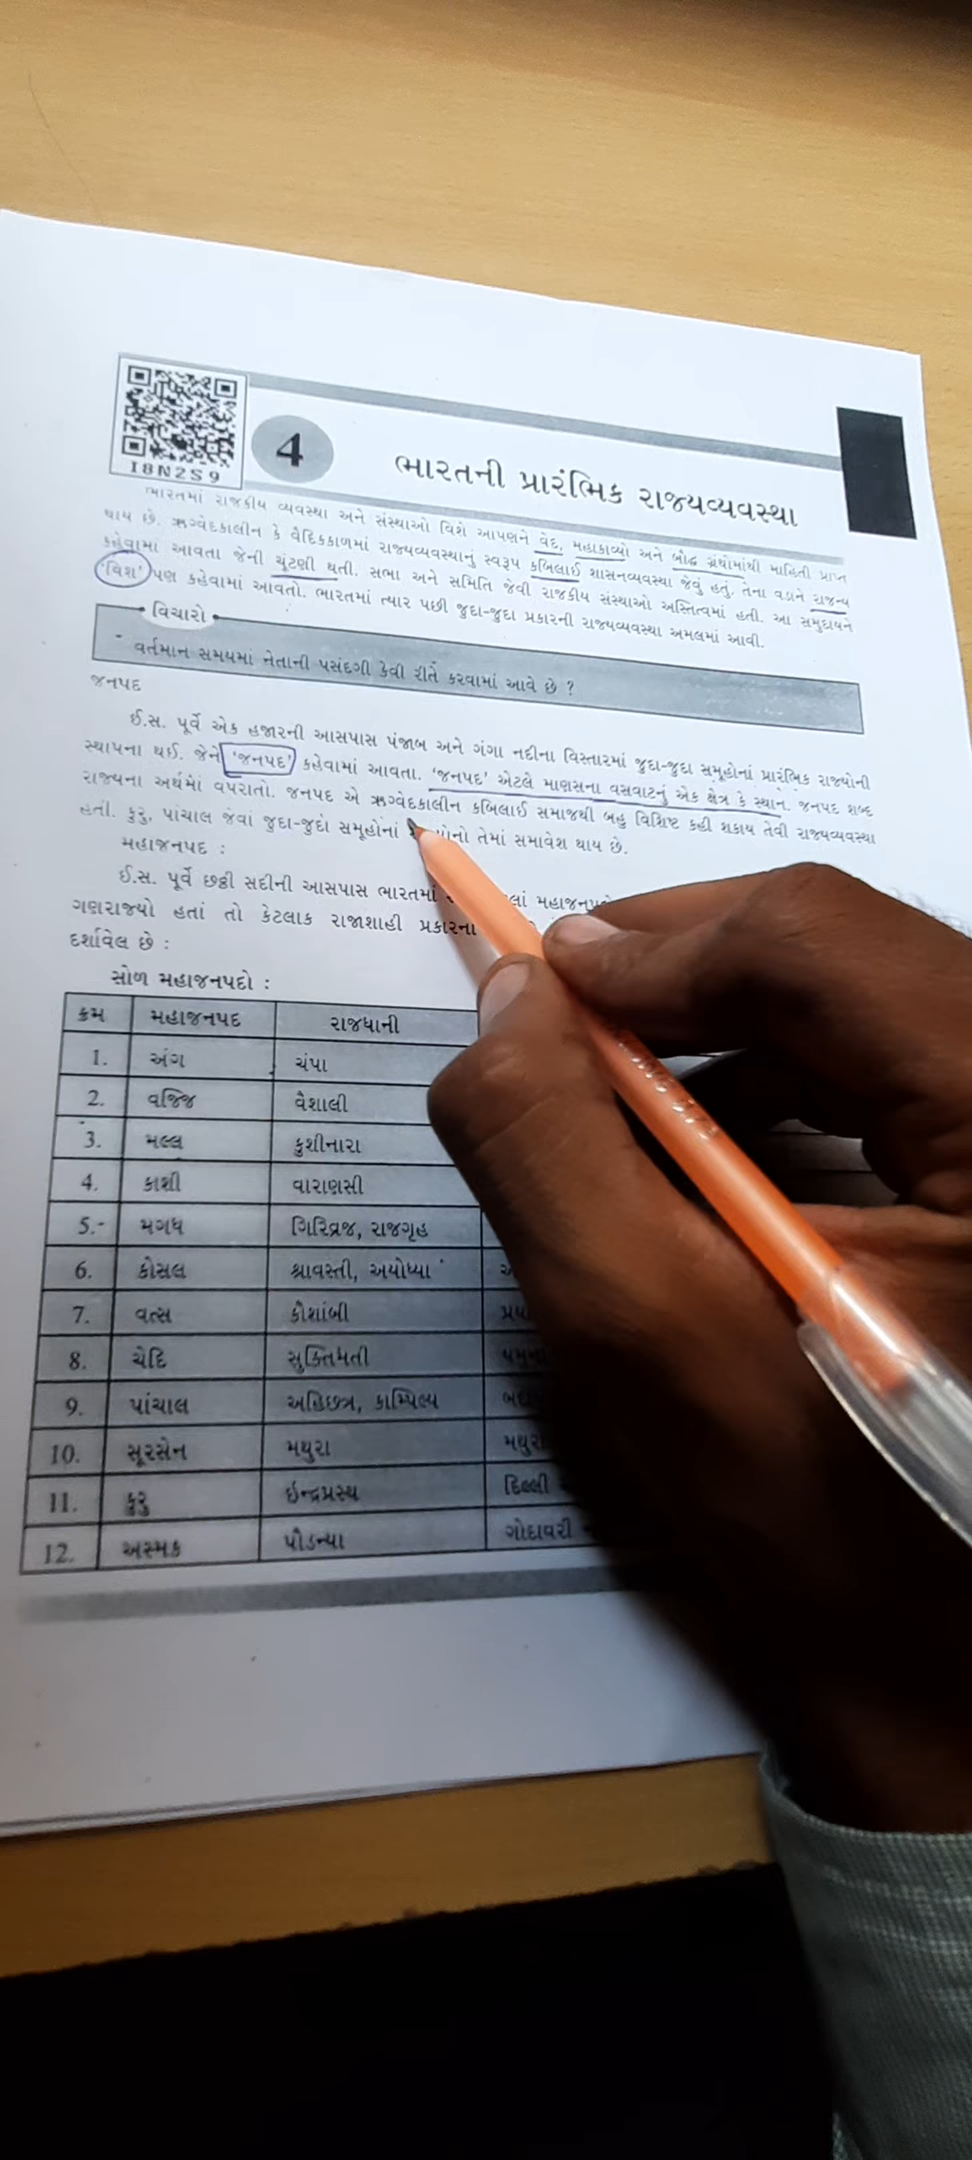 I8N2S9
4
ભારતની પ્રારંભિક રાજ્યવ્યવસ્થા
ભારતમાં રાજકીય વ્યવસ્થા અને સંસ્થાઓ વિશે આપણને વેદ, મહાકાવ્યો અને બૌદ્ધ ગ્રંથોમાંથી માહિતી પ્રાપ્ત
થાય છે. ઋગ્વેદકાલીન કે વૈદિકકાળમાં રાજ્યવ્યવસ્થાનું સ્વરૂપ કબિલાઈ શાસનવ્યવસ્થા જેવું હતું. તેના વડાને રાજન્ય
કહેવામાં આવતા જેની ચૂંટણી થતી. સભા અને સમિતિ જેવી રાજકીય સંસ્થાઓ અસ્તિત્વમાં હતી. આ સમુદાયને
'વિશ' પણ કહેવામાં આવતો. ભારતમાં ત્યાર પછી જુદા-જુદા પ્રકારની રાજ્યવ્યવસ્થા અમલમાં આવી.
વિચારો
વર્તમાન સમયમાં નેતાની પસંદગી કેવી રીતે કરવામાં આવે છે ?
જનપદ
ઈ.સ. પૂર્વે એક હજારની આસપાસ પંજાબ અને ગંગા નદીના વિસ્તારમાં જુદા-જુદા સમૂહોનાં પ્રારંભિક રાજ્યોની
સ્થાપના થઈ. જેને 'જનપદ' કહેવામાં આવતા. 'જનપદ' એટલે માણસના વસવાટનું એક ક્ષેત્ર કે સ્થાન. જનપદ શબ્દ
રાજ્યના અર્થમાં વપરાતો. જનપદ એ ઋગ્વેદકાલીન કબિલાઈ સમાજથી બહુ વિશિષ્ટ કહી શકાય તેવી રાજ્યવ્યવસ્થા
હતી. કુરુ, પાંચાલ જેવાં જુદા-જુદા સમૂહોનાં તેમાં સમાવેશ થાય છે.
મહાજનપદ :
ઈ.સ. પૂર્વે છઠ્ઠી સદીની આસપાસ ભારતમાં
ગણરાજ્યો હતાં તો કેટલાક રાજાશાહી પ્રકારના
દર્શાવેલ છે :
સોળ મહાજનપદો :
ક્રમ મહાજનપદ રાજધાની
1. અંગ ચંપા
2. વજ્જિ વૈશાલી
3. મલ્લ કુશીનારા
4. કાશી વારાણસી
5. મગધ ગિરિવ્રજ, રાજગૃહ
6. કોસલ શ્રાવસ્તી, અયોધ્યા
7. વત્સ કૌશાંબી
8. ચેદિ સુક્તિમતી
9. પાંચાલ અહિછત્ર, કામ્પિલ્ય
10. સૂરસેન મથુરા
11. કુરુ ઇન્દ્રપ્રસ્થ દિલ્લી
12. અસ્મક પૌડન્યા ગોદાવરી